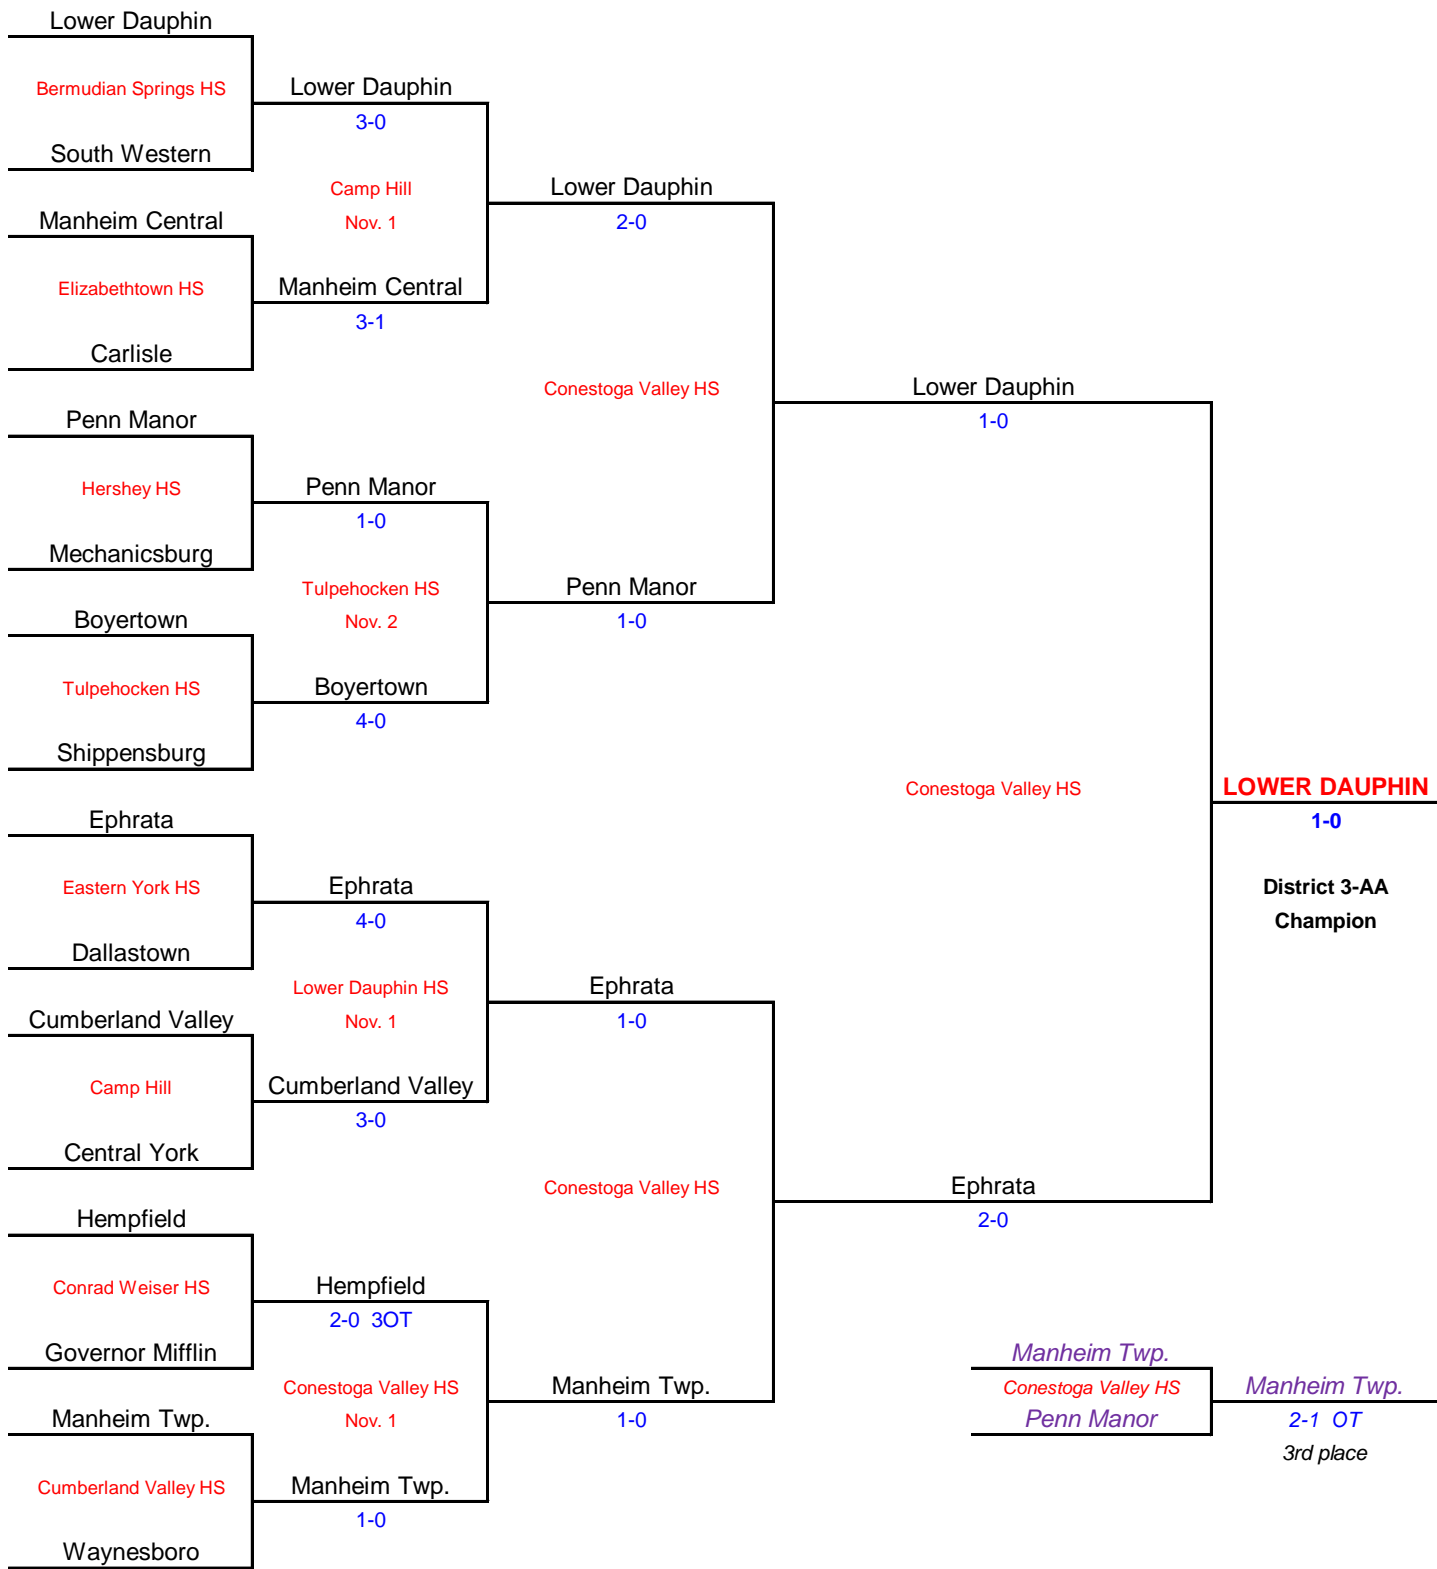 Lower Dauphin
Bermudian Springs HS
Lower Dauphin
3-0
South Western
Camp Hill
Lower Dauphin
Manheim Central
Nov. 1
2-0
Elizabethtown HS
Manheim Central
3-1
Carlisle
Conestoga Valley HS
Lower Dauphin
Penn Manor
1-0
Hershey HS
Penn Manor
1-0
Mechanicsburg
Tulpehocken HS
Penn Manor
Boyertown
Nov. 2
1-0
Tulpehocken HS
Boyertown
4-0
Shippensburg
Conestoga Valley HS
LOWER DAUPHIN
Ephrata
1-0
Eastern York HS
Ephrata
District 3-AA
4-0
Champion
Dallastown
Lower Dauphin HS
Ephrata
Cumberland Valley
Nov. 1
1-0
Camp Hill
Cumberland Valley
3-0
Central York
Conestoga Valley HS
Ephrata
Hempfield
2-0
Conrad Weiser HS
Hempfield
2-0 3OT
Governor Mifflin
Manheim Twp.
Conestoga Valley HS
Manheim Twp.
Conestoga Valley HS
Manheim Twp.
Manheim Twp.
Nov. 1
1-0
Penn Manor
2-1 OT
3rd place
Cumberland Valley HS
Manheim Twp.
1-0
Waynesboro